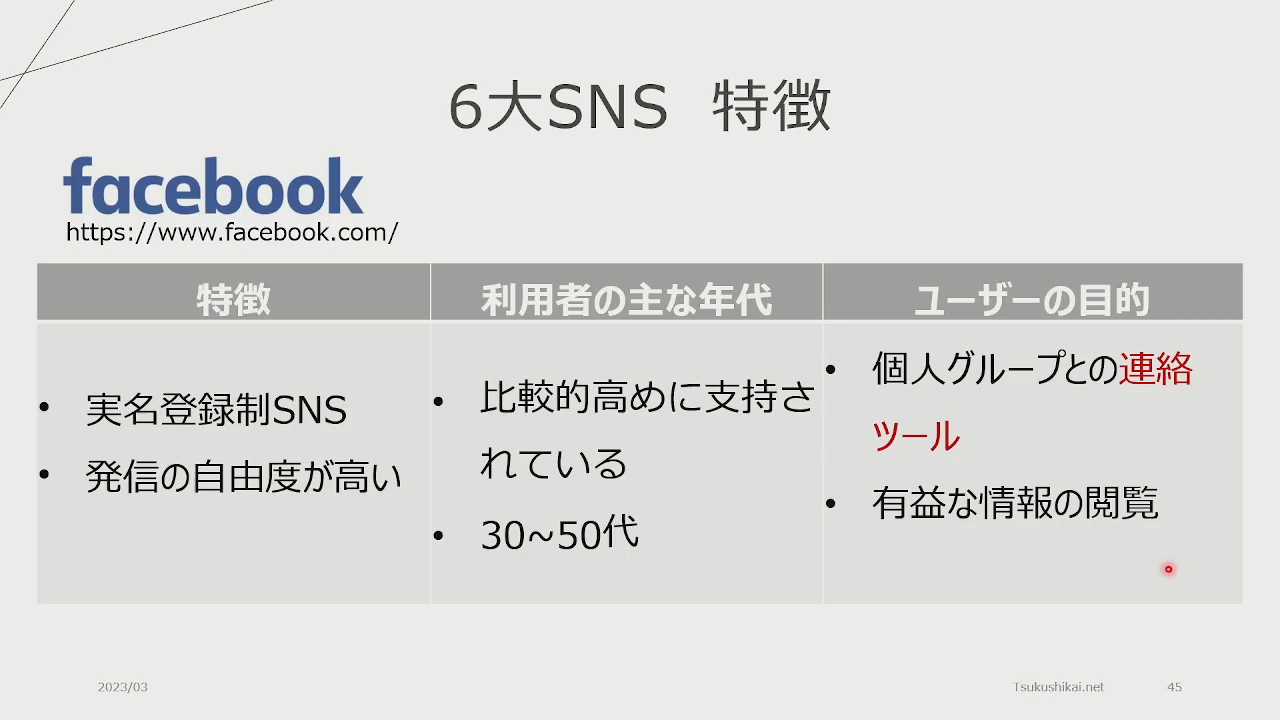 6大SNS 特徴
facebook
https://www.facebook.com/
特徴
利用者の主な年代
ユーザーの目的
• 実名登録制SNS
• 発信の自由度が高い
• 比較的高めに支持さ
れている
• 30~50代
• 個人グループとの連絡
ツール
• 有益な情報の閲覧
2023/03
Tsukushikai.net
45